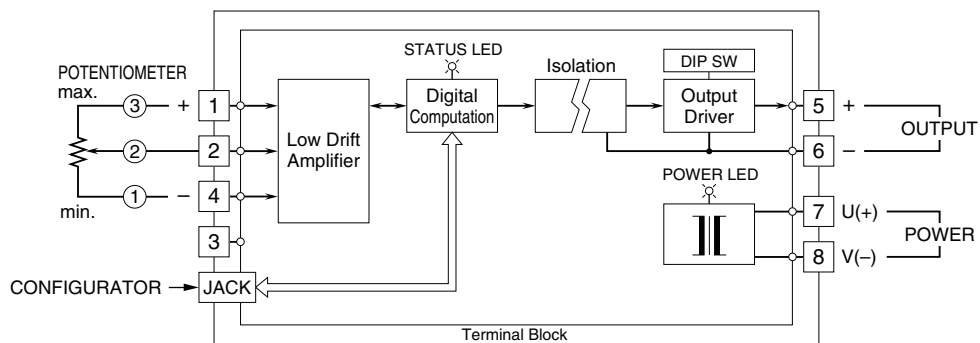 STATUS LED
Isolation
DIP SW
POTENTIOMETER
max.
3
+
1
Low Drift
Amplifier
Digital
Computation
Output
Driver
5
+
2
2
6
−
OUTPUT
1
−
4
min.
3
POWER LED
7
U(+)
POWER
8
V(−)
CONFIGURATOR
JACK
Terminal Block